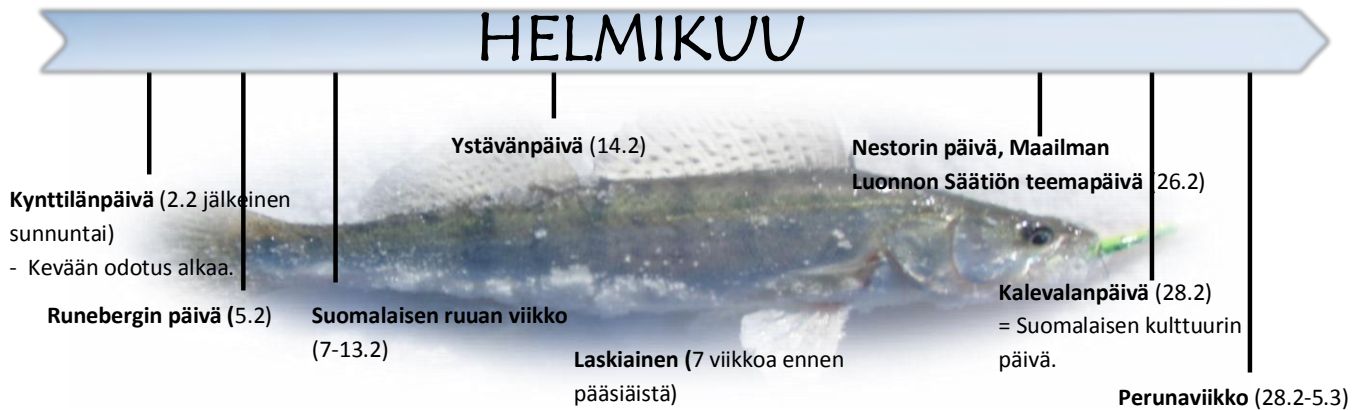 HELMIKUU
Ystävänpäivä (14.2)
Nestorin päivä, Maailman
Luonnon Säätiön teemapäivä (26.2)
Kynttilänpäivä (2.2 jälkeinen
sunnuntai)
- Kevään odotus alkaa.
Runebergin päivä (5.2)
Suomalaisen ruuan viikko
(7-13.2)
Laskiainen (7 viikkoa ennen
pääsiäistä)
Kalevalanpäivä (28.2)
= Suomalaisen kulttuurin
päivä.
Perunaviikko (28.2-5.3)